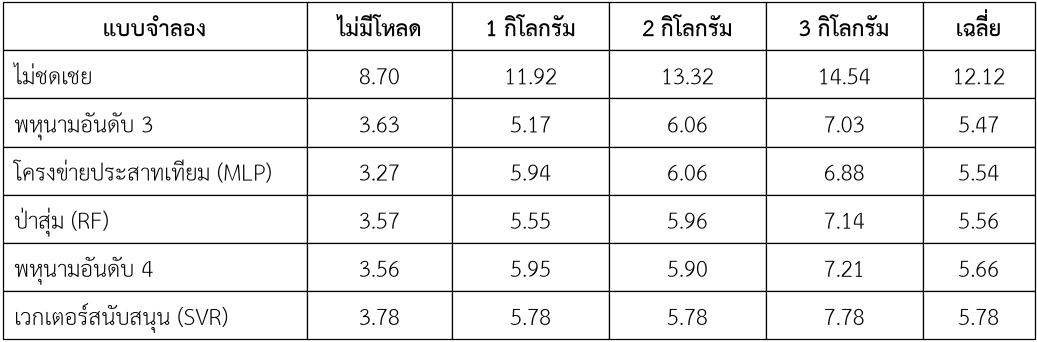 แบบจำลอง ไม่มีโหลด 1 กิโลกรัม 2 กิโลกรัม 3 กิโลกรัม เฉลี่ย
ไม่ชดเชย 8.70 11.92 13.32 14.54 12.12
พหุนามอันดับ 3 3.63 5.17 6.06 7.03 5.47
โครงข่ายประสาทเทียม (MLP) 3.27 5.94 6.06 6.88 5.54
ป่าสุ่ม (RF) 3.57 5.55 5.96 7.14 5.56
พหุนามอันดับ 4 3.56 5.95 5.90 7.21 5.66
เวกเตอร์สนับสนุน (SVR) 3.78 5.78 5.78 7.78 5.78